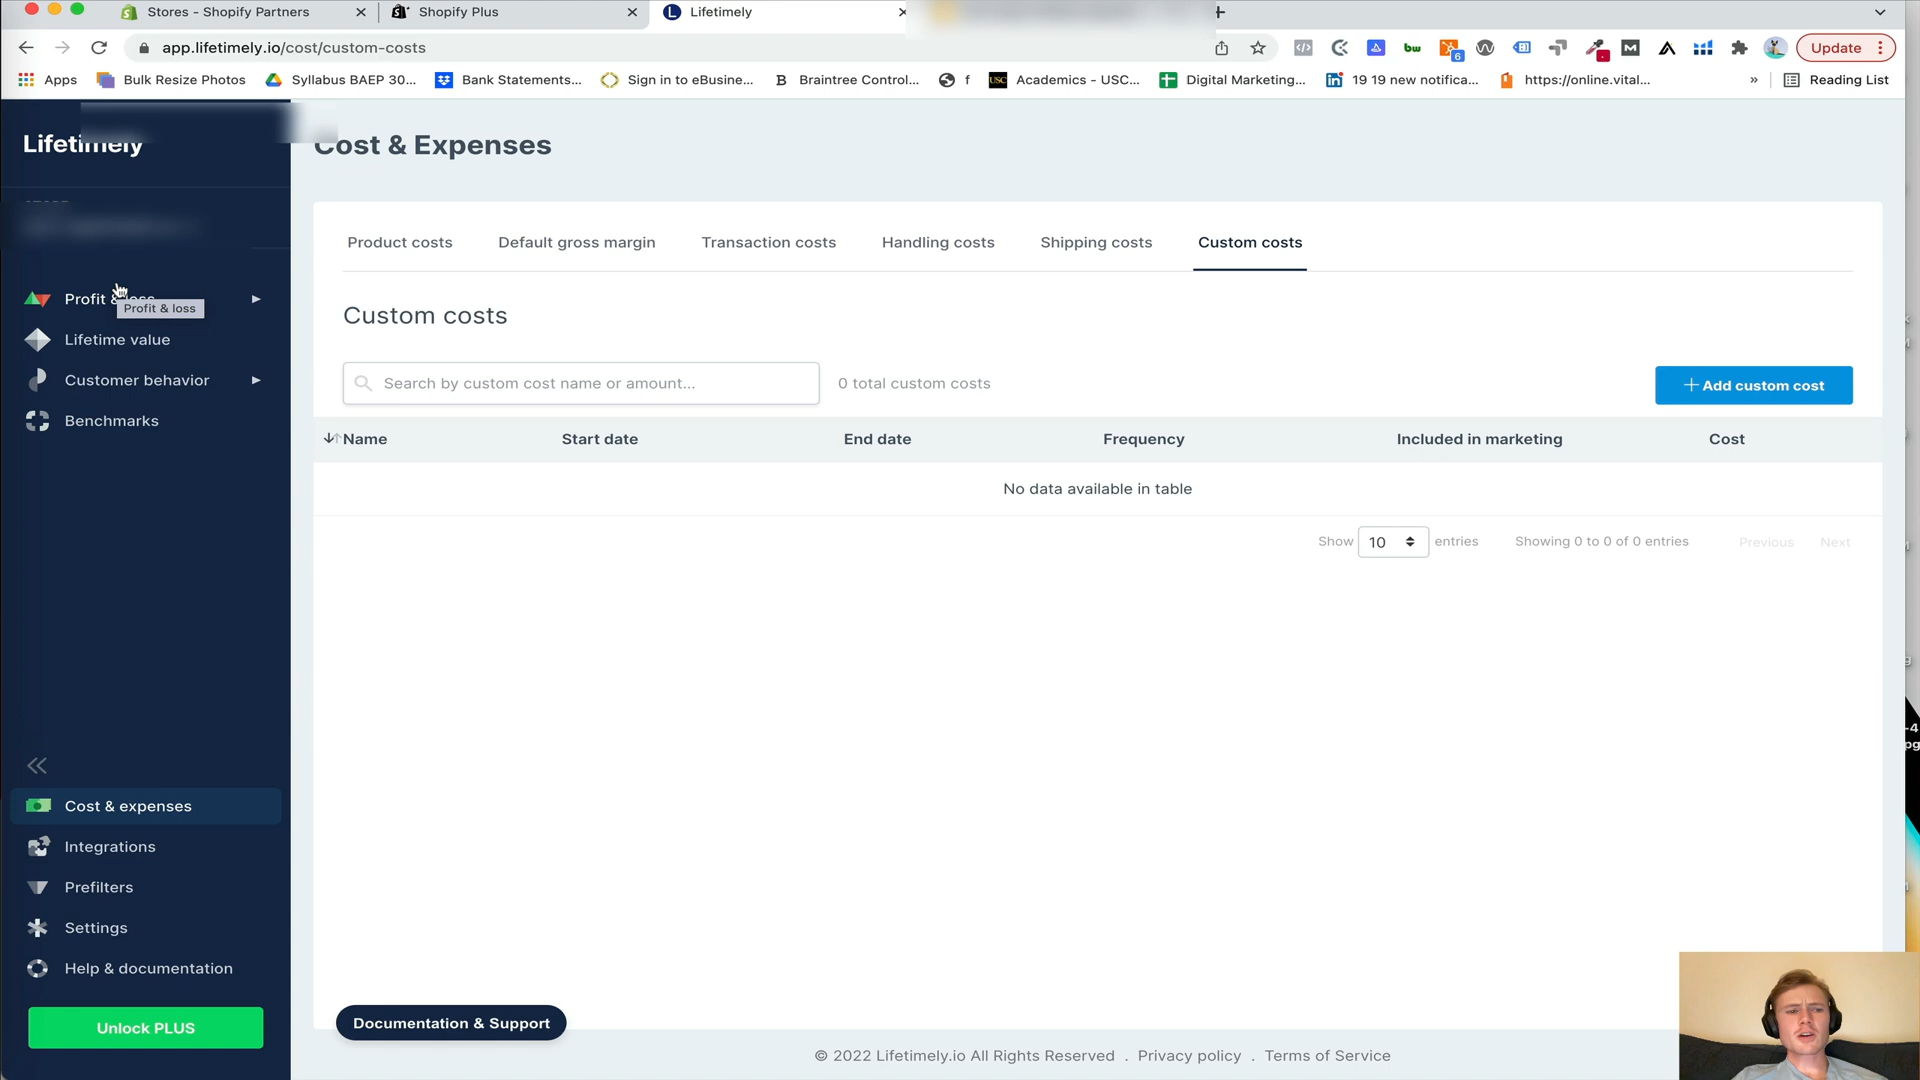 Stores - Shopify Partners
Shopify Plus
Lifetimely
app.lifetimely.io/cost/custom-costs
Update
Apps
Bulk Resize Photos
Syllabus BAEP 30...
Bank Statements...
Sign in to eBusine...
B Braintree Control...
f
USC Academics - USC...
Digital Marketing...
19 19 new notifica...
https://online.vital...
»
Reading List
Lifetimely
Cost & Expenses
Product costs
Default gross margin
Transaction costs
Handling costs
Shipping costs
Custom costs
Profit & loss
Profit & loss
Lifetime value
Customer behavior
Benchmarks
Custom costs
Search by custom cost name or amount...
0 total custom costs
+ Add custom cost
Name
Start date
End date
Frequency
Included in marketing
Cost
No data available in table
Show 10 entries
Showing 0 to 0 of 0 entries
Previous
Next
Cost & expenses
Integrations
Prefilters
Settings
Help & documentation
Unlock PLUS
Documentation & Support
© 2022 Lifetimely.io All Rights Reserved . Privacy policy . Terms of Service